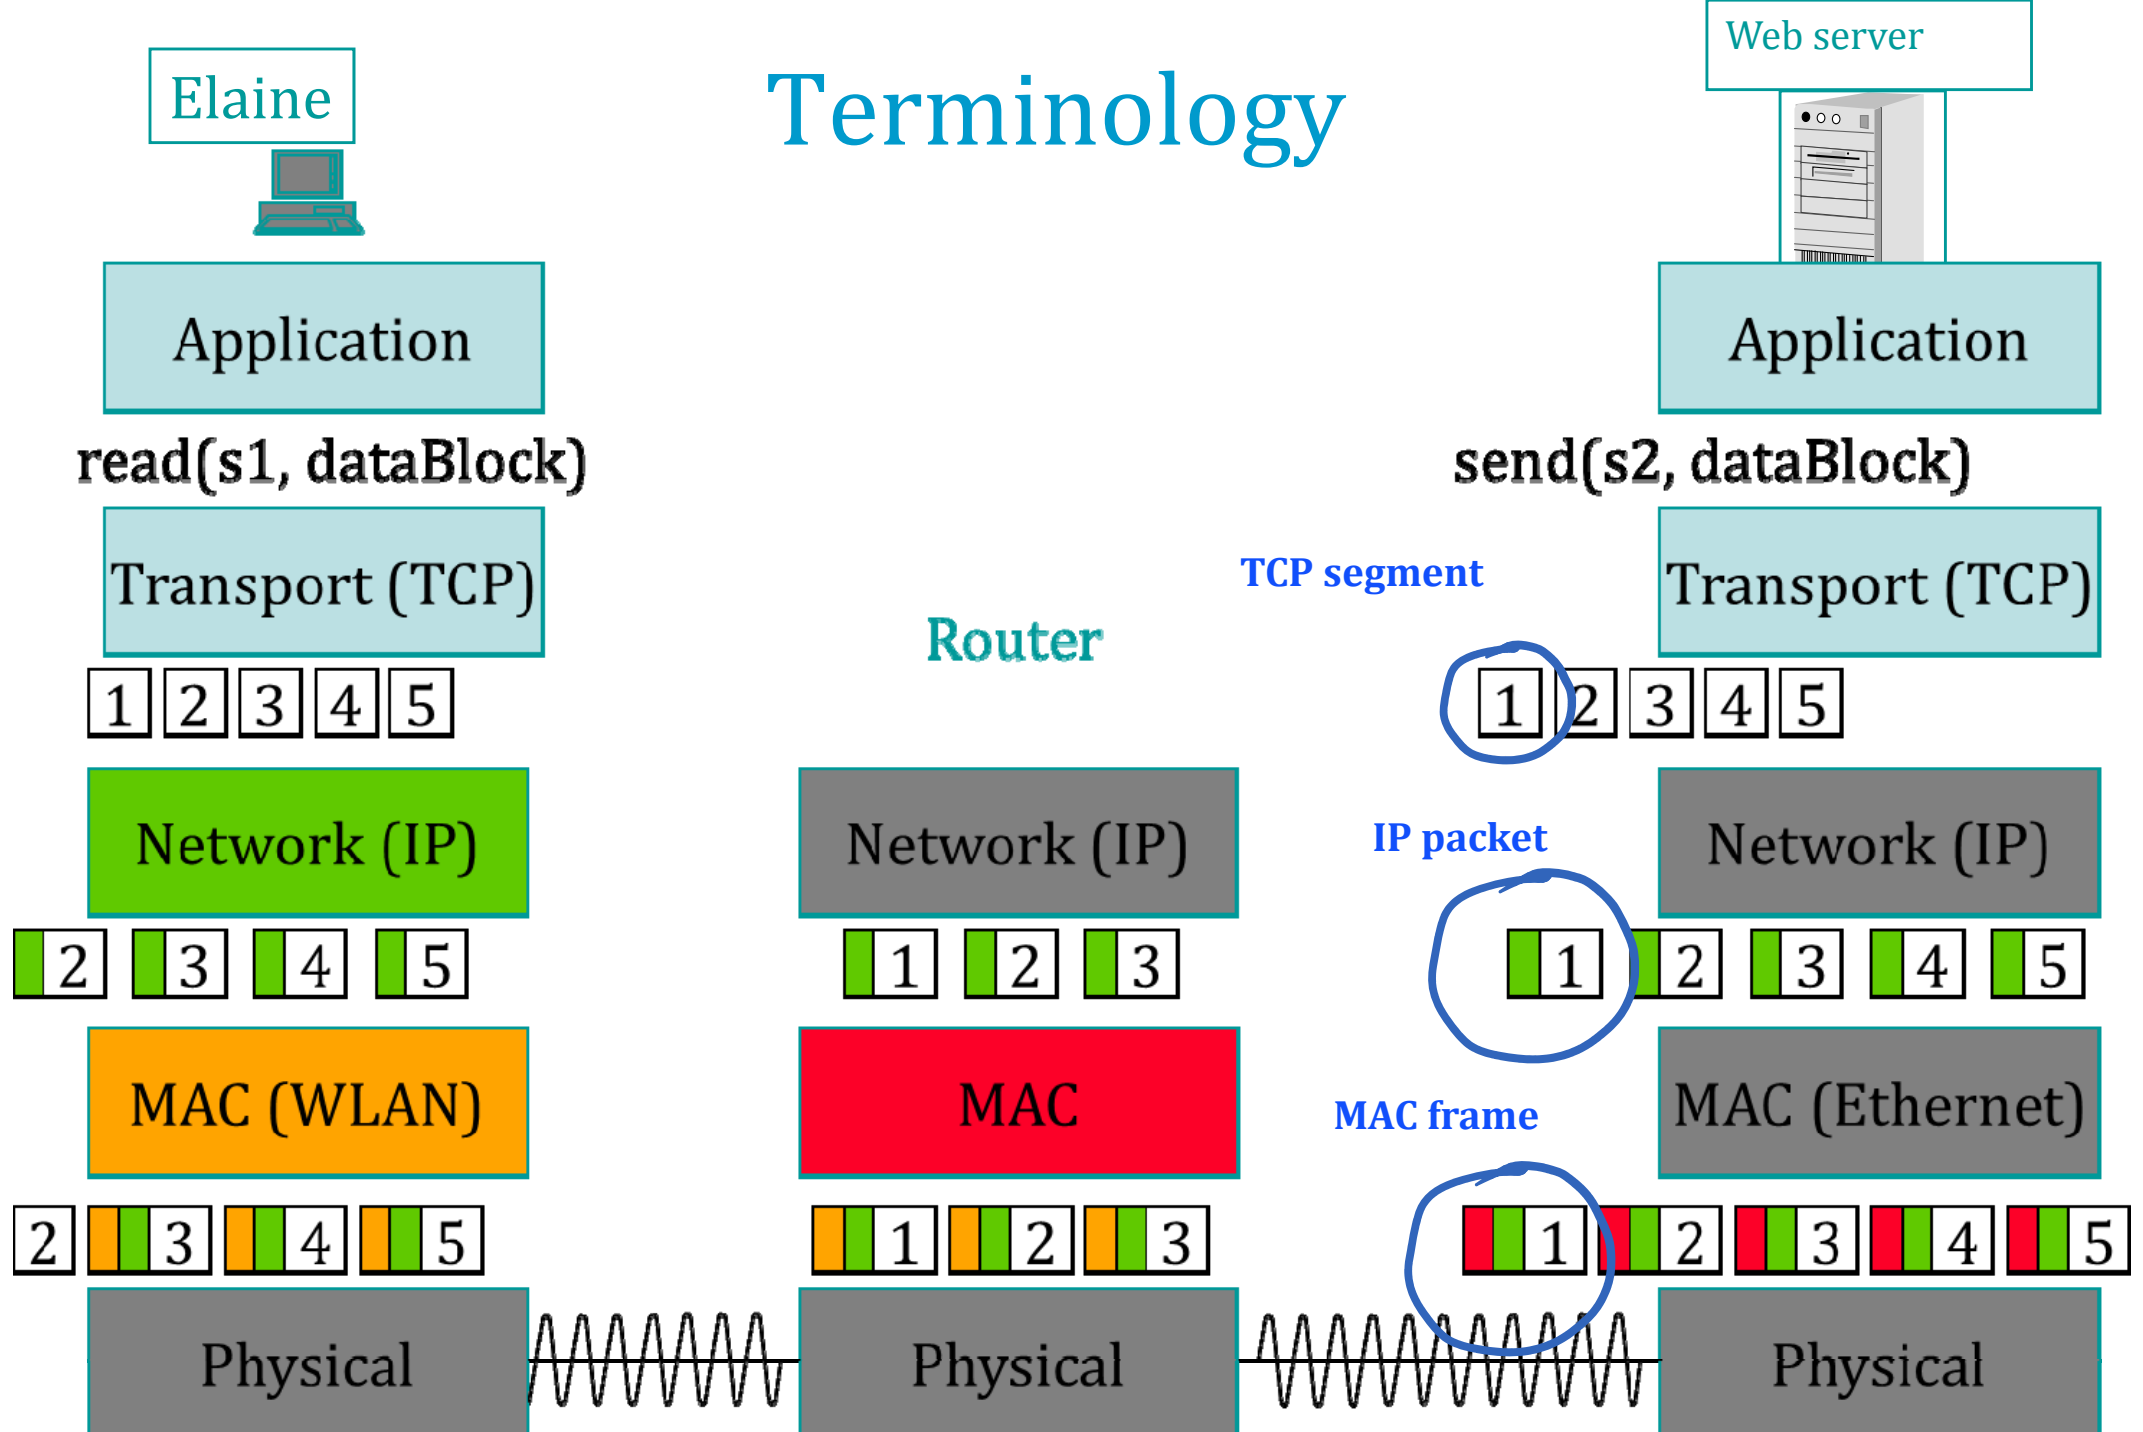 Web server
Elaine
Terminology
Application
Application
read(s1, dataBlock)
send(s2, dataBlock)
Transport (TCP)
TCP segment
Transport (TCP)
Router
1 2 3 4 5
1 2 3 4 5
Network (IP)
Network (IP)
IP packet
Network (IP)
2 3 4 5
1 2 3
1 2 3 4 5
MAC (WLAN)
MAC
MAC frame
MAC (Ethernet)
2 3 4 5
1 2 3
1 2 3 4 5
Physical
Physical
Physical